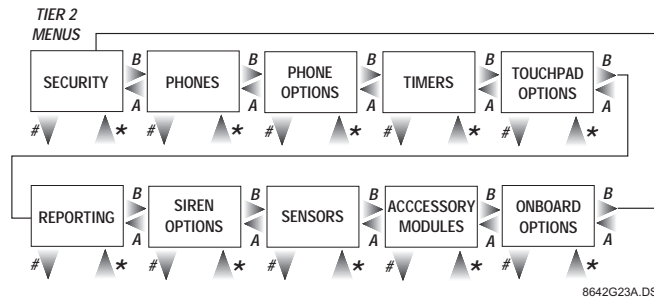 TIER 2
MENUS
SECURITY
B
A
PHONES
B
A
PHONE
OPTIONS
B
A
TIMERS
B
A
TOUCHPAD
OPTIONS
B
A
# * # * # * # * # *
REPORTING
B
A
SIREN
OPTIONS
B
A
SENSORS
B
A
ACCCESSORY
MODULES
B
A
ONBOARD
OPTIONS
B
A
# * # * # * # * # *
8642G23A.DS